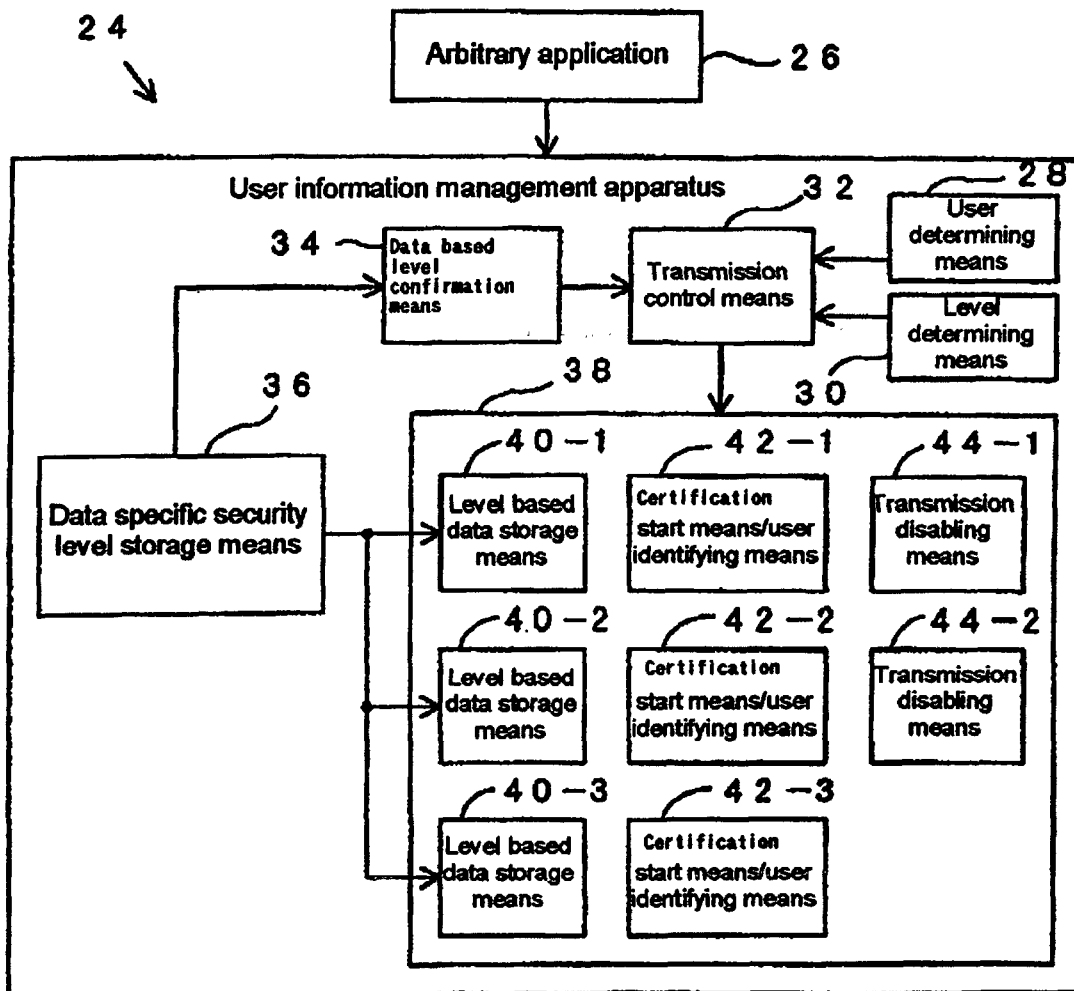 24
Arbitrary application
26
User information management apparatus
32
28
34
Data based
level
confirmation
means
Transmission
control means
User
determining
means
Level
determining
means
30
36
38
Data specific security
level storage means
40-1
42-1
44-1
Level based
data storage
means
Certification
start means/user
identifying means
Transmission
disabling
means
40-2
42-2
44-2
Level based
data storage
means
Certification
start means/user
identifying means
Transmission
disabling
means
40-3
42-3
Level based
data storage
means
Certification
start means/user
identifying means